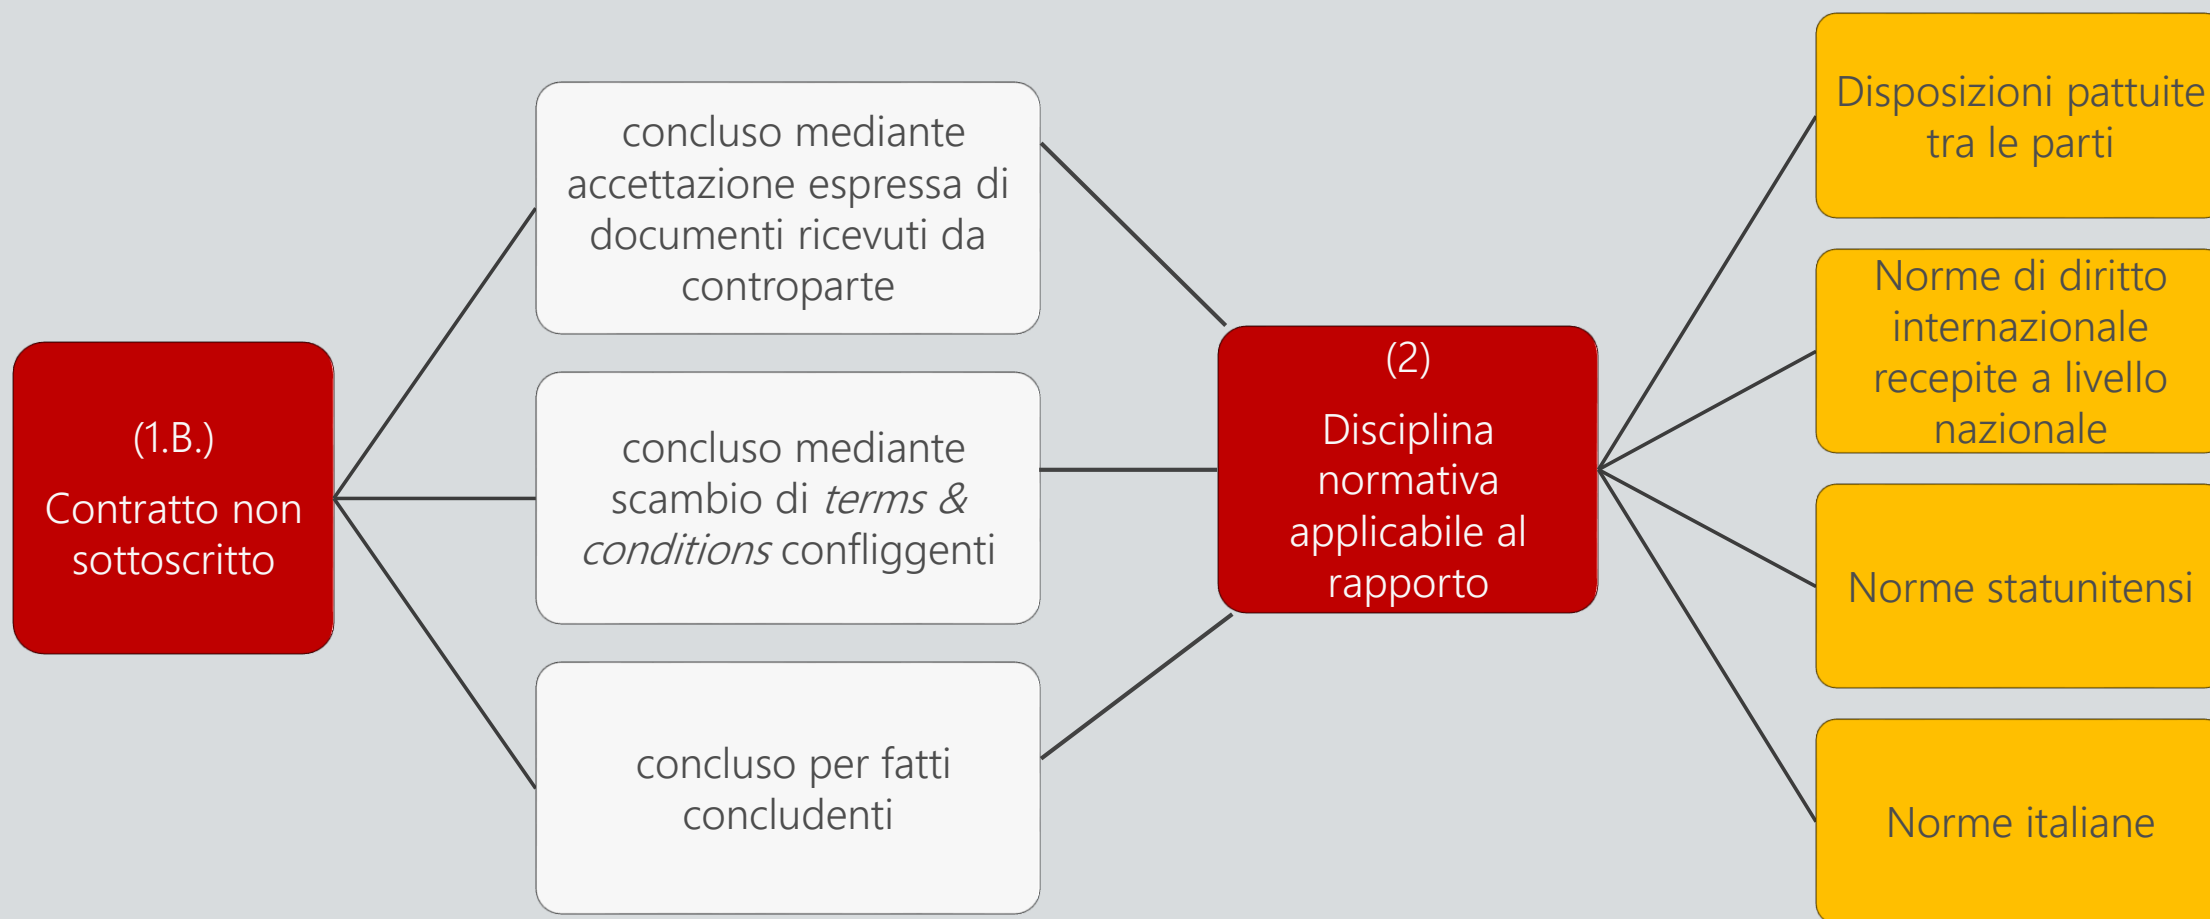 (1.B.)
Contratto non
sottoscritto
concluso mediante
accettazione espressa di
documenti ricevuti da
controparte
concluso mediante
scambio di terms &
conditions confliggenti
concluso per fatti
concludenti
(2)
Disciplina
normativa
applicabile al
rapporto
Disposizioni pattuite
tra le parti
Norme di diritto
internazionale
recepite a livello
nazionale
Norme statunitensi
Norme italiane